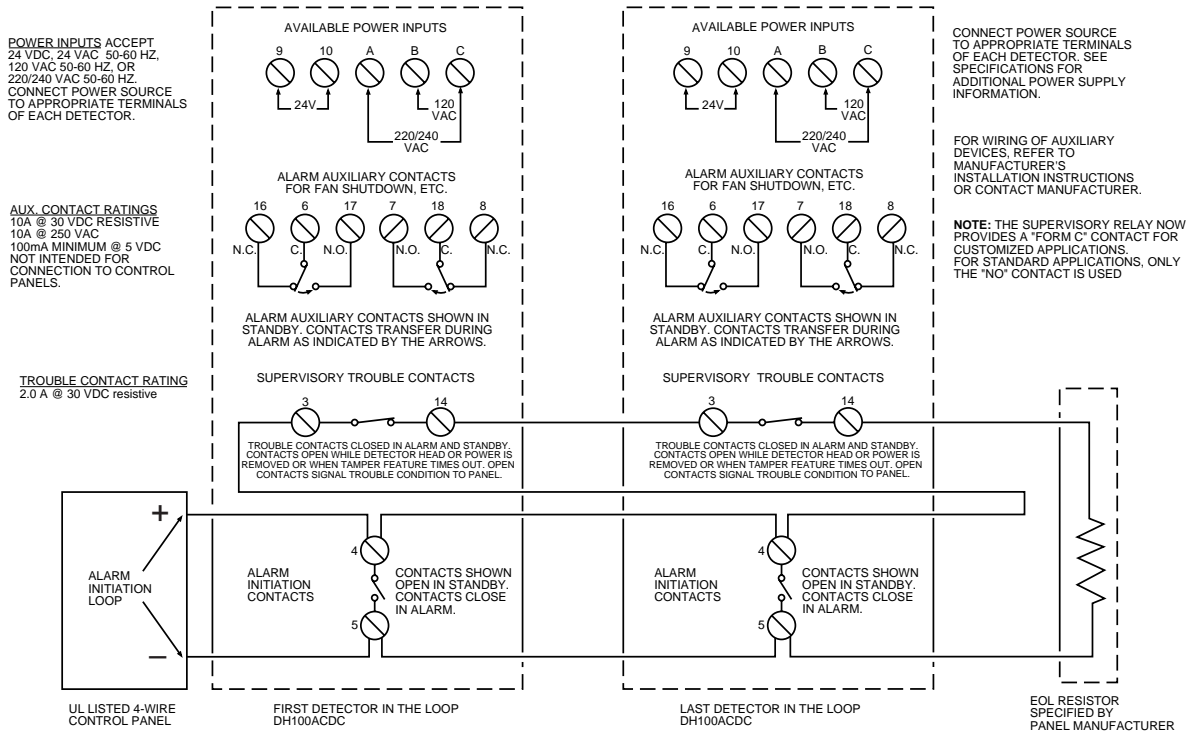 POWER INPUTS ACCEPT
24 VDC, 24 VAC 50-60 HZ,
120 VAC 50-60 HZ, OR
220/240 VAC 50-60 HZ.
CONNECT POWER SOURCE
TO APPROPRIATE TERMINALS
OF EACH DETECTOR.
AUX. CONTACT RATINGS
10A @ 30 VDC RESISTIVE
10A @ 250 VAC
100mA MINIMUM @ 5 VDC
NOT INTENDED FOR
CONNECTION TO CONTROL
PANELS.
TROUBLE CONTACT RATING
2.0 A @ 30 VDC resistive
AVAILABLE POWER INPUTS
9 10 A B C
24V
120
VAC
220/240
VAC
ALARM AUXILIARY CONTACTS
FOR FAN SHUTDOWN, ETC.
16 6 17 7 18 8
N.C. C. N.O. N.O. C. N.C.
ALARM AUXILIARY CONTACTS SHOWN IN
STANDBY. CONTACTS TRANSFER DURING
ALARM AS INDICATED BY THE ARROWS.
SUPERVISORY TROUBLE CONTACTS
3 14
TROUBLE CONTACTS CLOSED IN ALARM AND STANDBY.
CONTACTS OPEN WHILE DETECTOR HEAD OR POWER IS
REMOVED OR WHEN TAMPER FEATURE TIMES OUT. OPEN
CONTACTS SIGNAL TROUBLE CONDITION TO PANEL.
AVAILABLE POWER INPUTS
9 10 A B C
24V
120
VAC
220/240
VAC
ALARM AUXILIARY CONTACTS
FOR FAN SHUTDOWN, ETC.
16 6 17 7 18 8
N.C. C. N.O. N.O. C. N.C.
ALARM AUXILIARY CONTACTS SHOWN IN
STANDBY. CONTACTS TRANSFER DURING
ALARM AS INDICATED BY THE ARROWS.
SUPERVISORY TROUBLE CONTACTS
3 14
TROUBLE CONTACTS CLOSED IN ALARM AND STANDBY.
CONTACTS OPEN WHILE DETECTOR HEAD OR POWER IS
REMOVED OR WHEN TAMPER FEATURE TIMES OUT. OPEN
CONTACTS SIGNAL TROUBLE CONDITION TO PANEL.
CONNECT POWER SOURCE
TO APPROPRIATE TERMINALS
OF EACH DETECTOR. SEE
SPECIFICATIONS FOR
ADDITIONAL POWER SUPPLY
INFORMATION.
FOR WIRING OF AUXILIARY
DEVICES, REFER TO
MANUFACTURER'S
INSTALLATION INSTRUCTIONS
OR CONTACT MANUFACTURER.
NOTE: THE SUPERVISORY RELAY NOW
PROVIDES A "FORM C" CONTACT FOR
CUSTOMIZED APPLICATIONS.
FOR STANDARD APPLICATIONS, ONLY
THE "NO" CONTACT IS USED
+
ALARM
INITIATION
LOOP
−
UL LISTED 4-WIRE
CONTROL PANEL
ALARM
INITIATION
CONTACTS
4
5
CONTACTS SHOWN
OPEN IN STANDBY.
CONTACTS CLOSE
IN ALARM.
FIRST DETECTOR IN THE LOOP
DH100ACDC
ALARM
INITIATION
CONTACTS
4
5
CONTACTS SHOWN
OPEN IN STANDBY.
CONTACTS CLOSE
IN ALARM.
LAST DETECTOR IN THE LOOP
DH100ACDC
EOL RESISTOR
SPECIFIED BY
PANEL MANUFACTURER